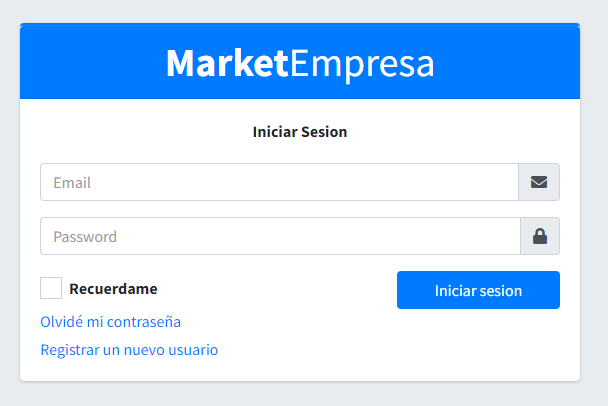 MarketEmpresa
Iniciar Sesion
Email
Password
Recuerdame
Iniciar sesion
Olvidé mi contraseña
Registrar un nuevo usuario